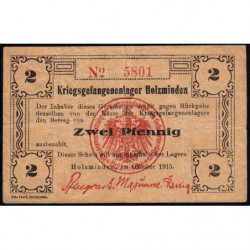 No 5801
2 2
Kriegsgefangenenlager Holzminden
Der Inhaber dieses Gutscheines erhält gegen Rückgabe
desselben von der Kasse des Kriegsgefangenenlagers
den Betrag von
Zwei Pfennig
ausbezahlt.
Dieser Schein gilt nur innerhalb des Lagers.
Holzminden, im Oktober 1915.
2 2